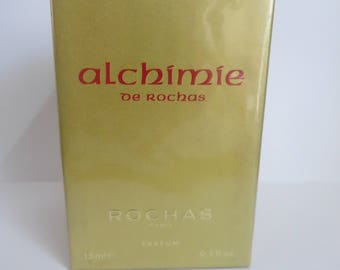 alchimie
de rochas
ROCHAS
PARIS
PARFUM
15ml